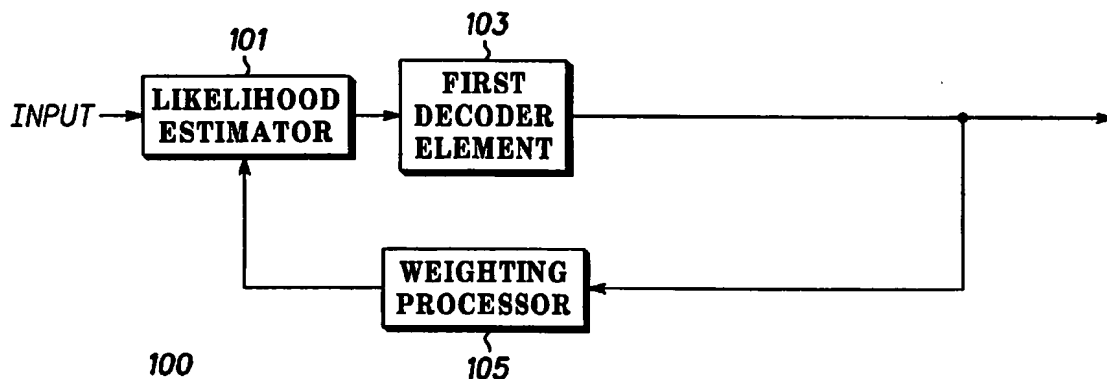 101
103
INPUT
LIKELIHOOD
ESTIMATOR
FIRST
DECODER
ELEMENT
WEIGHTING
PROCESSOR
100
105